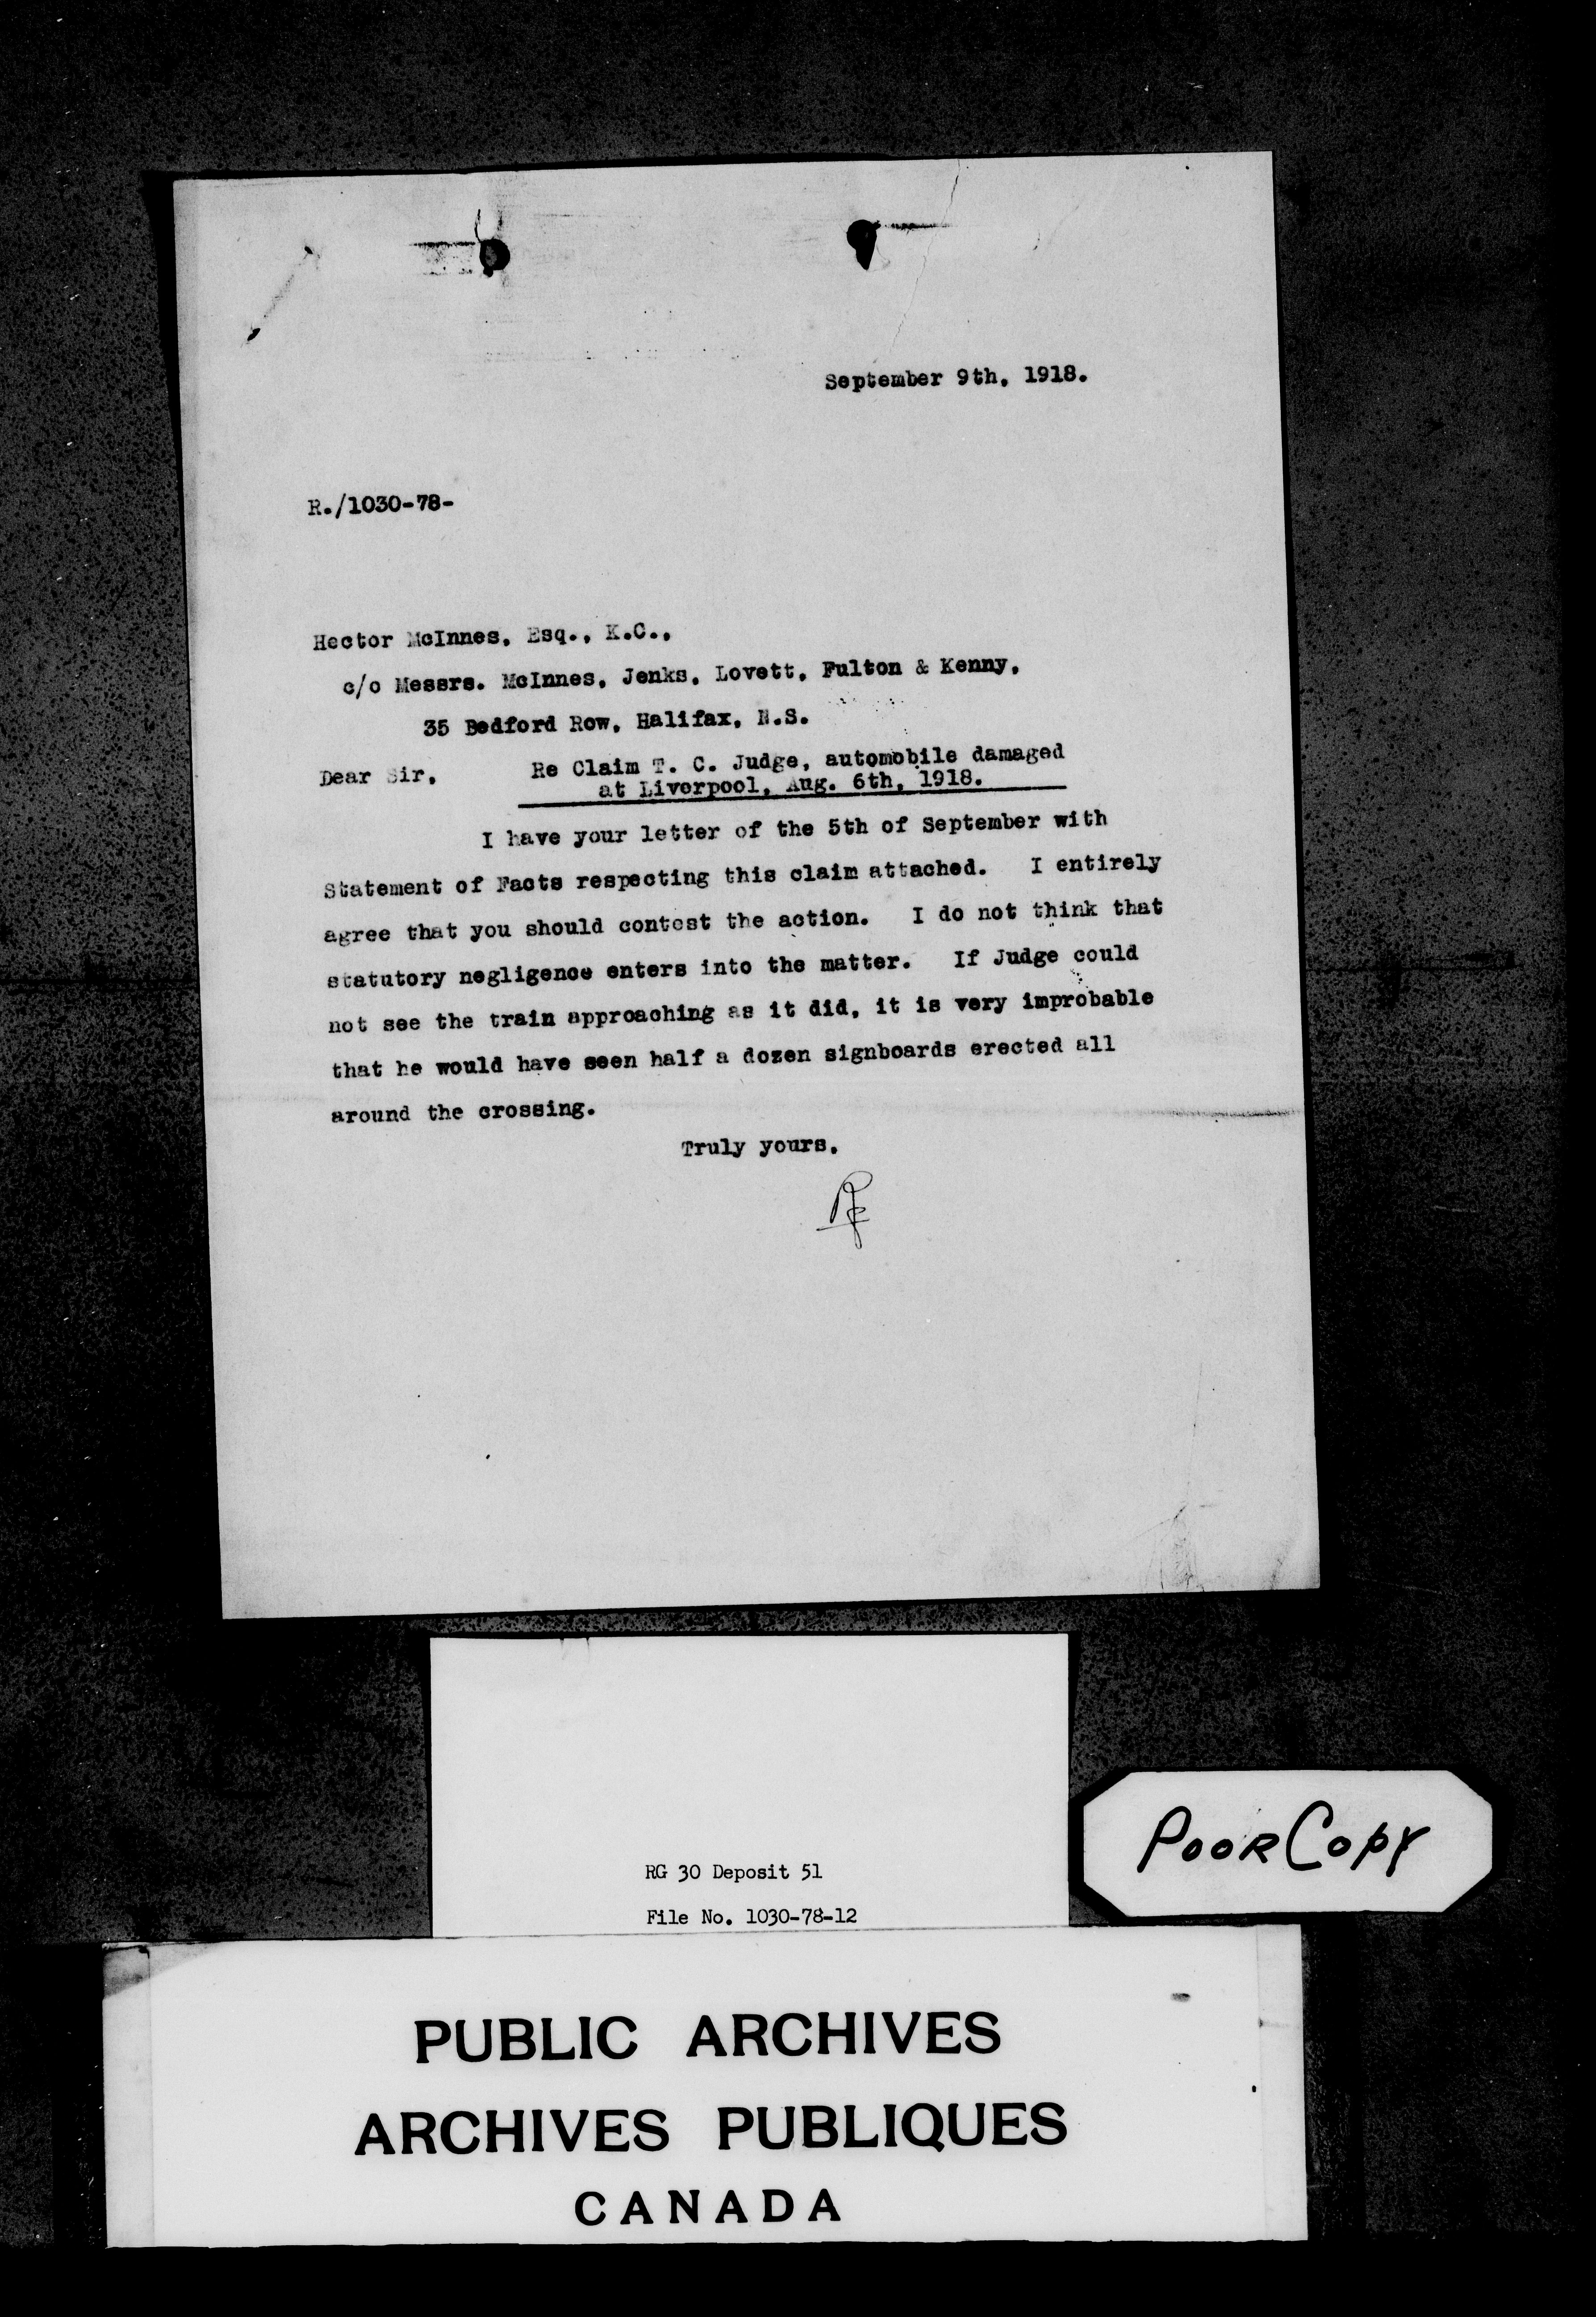 September 9th, 1918.
R./1030-78-
Hector McInnes, Esq., K.C.,
c/o Messrs. McInnes, Jenks, Lovett, Fulton & Kenny,
35 Bedford Row, Halifax, N.S.
Dear Sir, Re Claim T. C. Judge, automobile damaged
at Liverpool, Aug. 6th, 1918.
I have your letter of the 5th of September with
Statement of Facts respecting this claim attached. I entirely
agree that you should contest the action. I do not think that
statutory negligence enters into the matter. If Judge could
not see the train approaching as it did, it is very improbable
that he would have seen half a dozen signboards erected all
around the crossing.
Truly yours,
RG 30 Deposit 51
File No. 1030-78-12
POOR COPY
PUBLIC ARCHIVES
ARCHIVES PUBLIQUES
CANADA